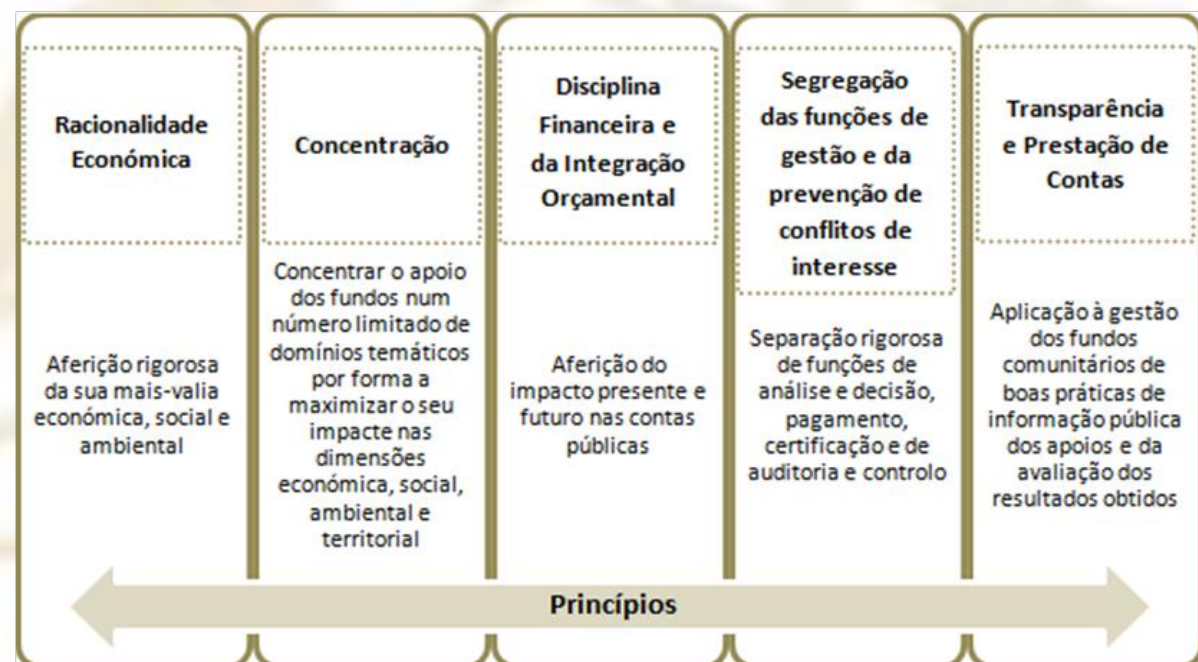 Racionalidade
Económica
Aferição rigorosa
da sua mais-valia
económica, social e
ambiental
Concentração
Concentrar o apoio
dos fundos num
número limitado de
domínios temáticos
por forma a
maximizar o seu
impacte nas
dimensões
económica, social,
ambiental e
territorial
Disciplina
Financeira e
da Integração
Orçamental
Aferição do
impacto presente e
futuro nas contas
públicas
Segregação
das funções de
gestão e da
prevenção de
conflitos de
interesse
Separação rigorosa
de funções de
análise e decisão,
pagamento,
certificação e de
auditoria e controlo
Transparência
e Prestação de
Contas
Aplicação à gestão
dos fundos
comunitários de
boas práticas de
informação pública
dos apoios e da
avaliação dos
resultados obtidos
Princípios